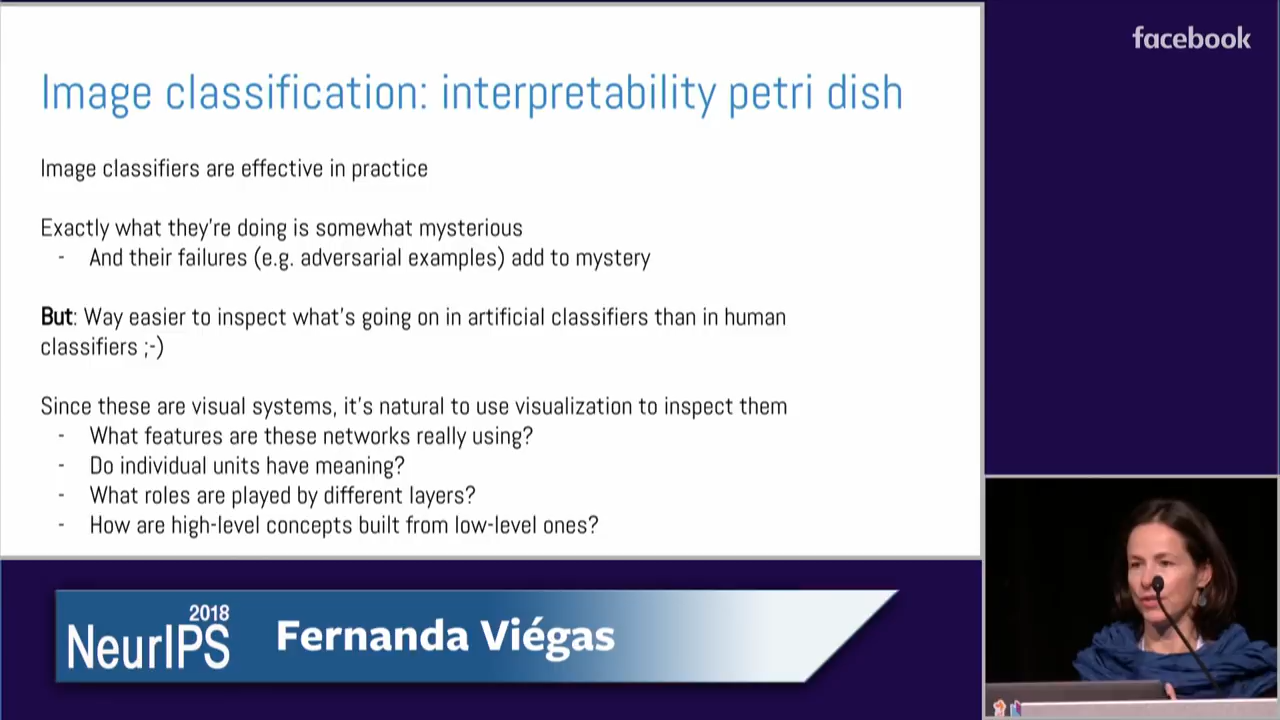 facebook
Image classification: interpretability petri dish
Image classifiers are effective in practice
Exactly what they're doing is somewhat mysterious
- And their failures (e.g. adversarial examples) add to mystery
But: Way easier to inspect what's going on in artificial classifiers than in human
classifiers ;-)
Since these are visual systems, it's natural to use visualization to inspect them
- What features are these networks really using?
- Do individual units have meaning?
- What roles are played by different layers?
- How are high-level concepts built from low-level ones?
2018
NeurIPS
Fernanda Viégas